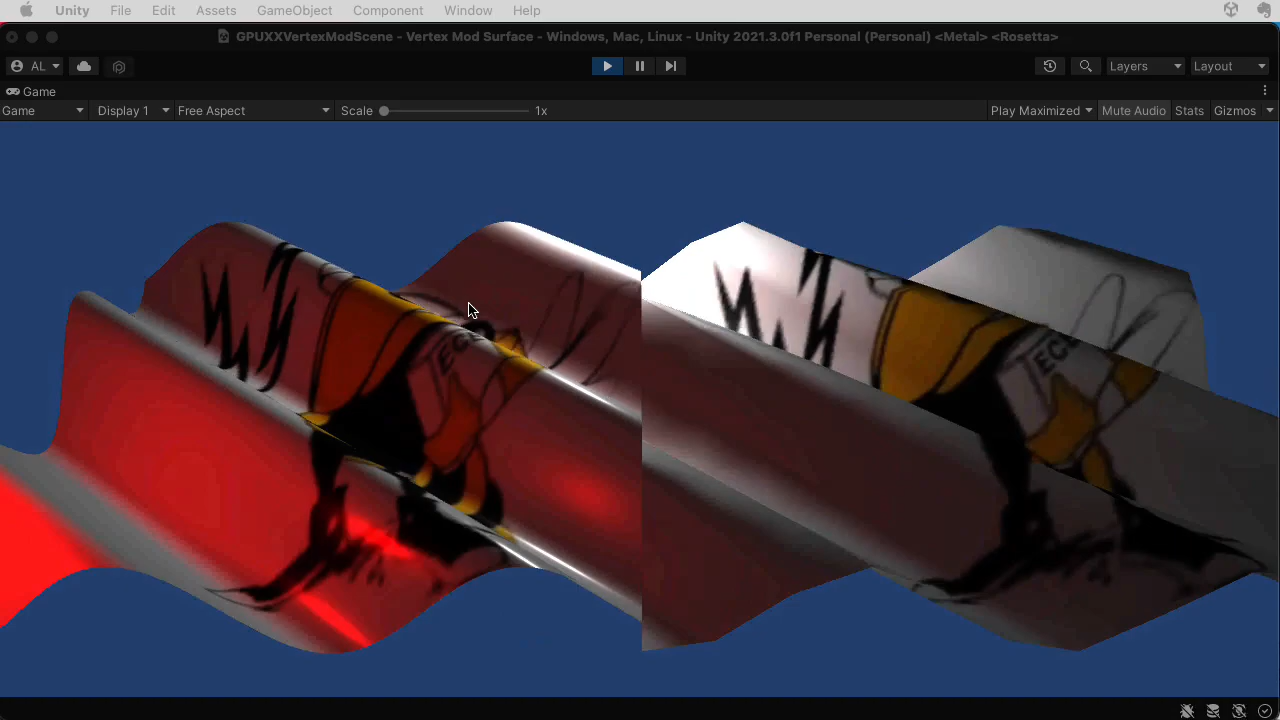 Unity File Edit Assets GameObject Component Window Help
GPUXXVertexModScene - Vertex Mod Surface - Windows, Mac, Linux - Unity 2021.3.0f1 Personal (Personal) <Metal> <Rosetta>
AL Layers Layout
Game
Game Display 1 Free Aspect Scale 1x Play Maximized Mute Audio Stats Gizmos